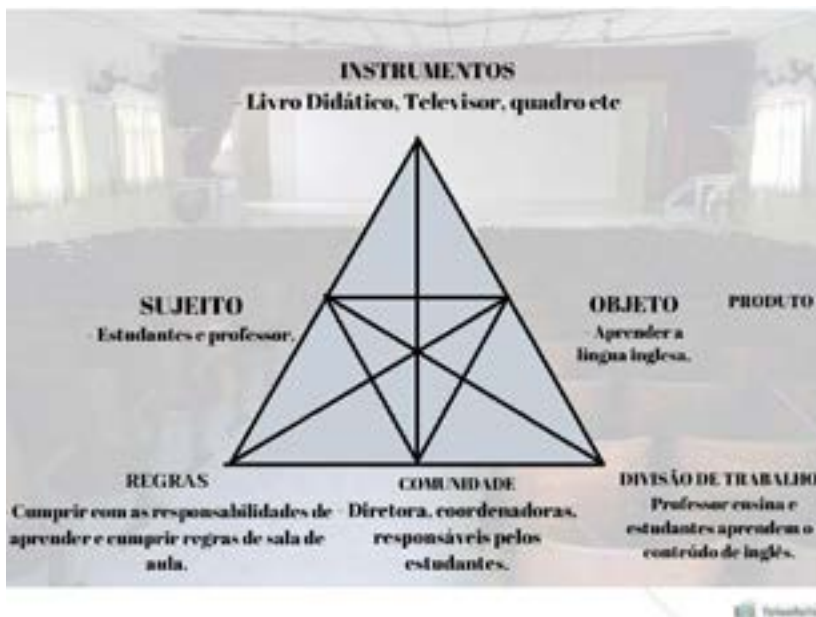 INSTRUMENTOS
- Livro Didático, Televisor, quadro etc
SUJEITO
- Estudantes e professor.
OBJETO
- Aprender a
língua inglesa.
PRODUTO
REGRAS
Cumprir com as responsabilidades de
aprender e cumprir regras de sala de
aula.
COMUNIDADE
- Diretora, coordenadoras,
responsáveis pelos
estudantes.
DIVISÃO DE TRABALHO
Professor ensina e
estudantes aprendem o
conteúdo de inglês.